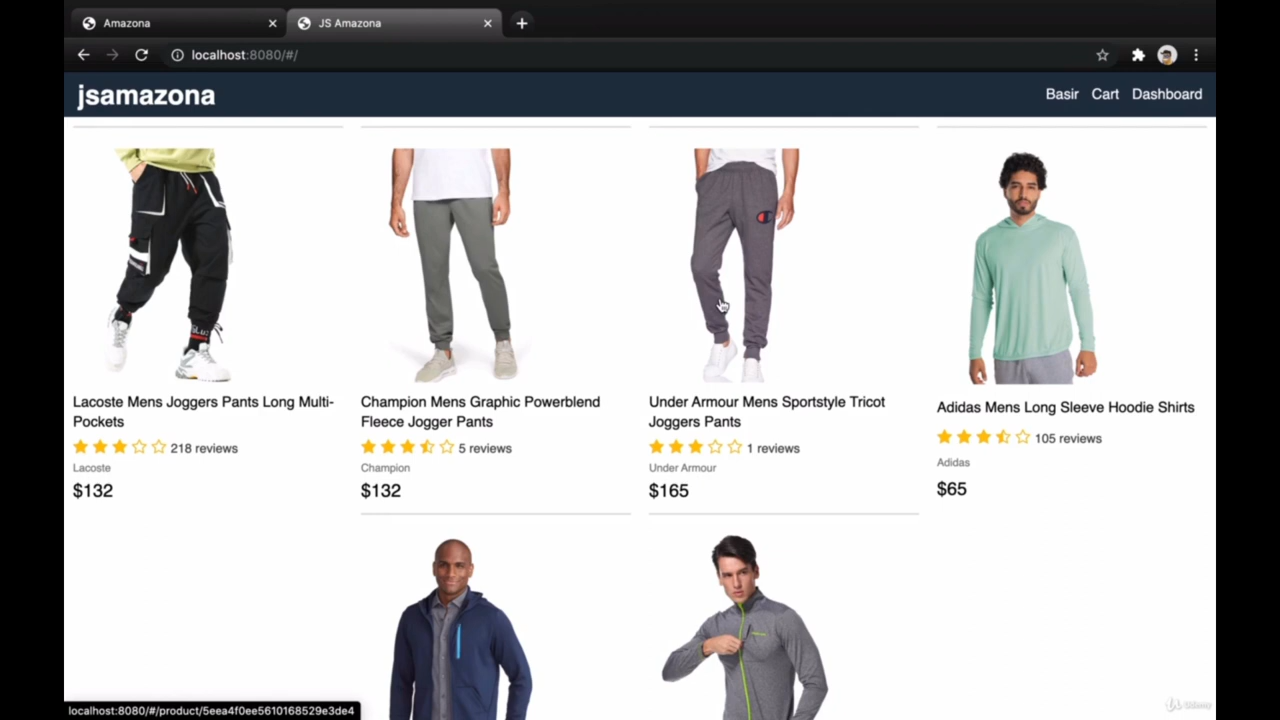 Amazona
JS Amazona
localhost:8080/#/
jsamazona
Basir Cart Dashboard
Lacoste Mens Joggers Pants Long Multi-
Pockets
218 reviews
Lacoste
$132
Champion Mens Graphic Powerblend
Fleece Jogger Pants
5 reviews
Champion
$132
Under Armour Mens Sportstyle Tricot
Joggers Pants
1 reviews
Under Armour
$165
Adidas Mens Long Sleeve Hoodie Shirts
105 reviews
Adidas
$65
localhost:8080/#/product/5eea4f0ee5610168529e3de4
Udemy